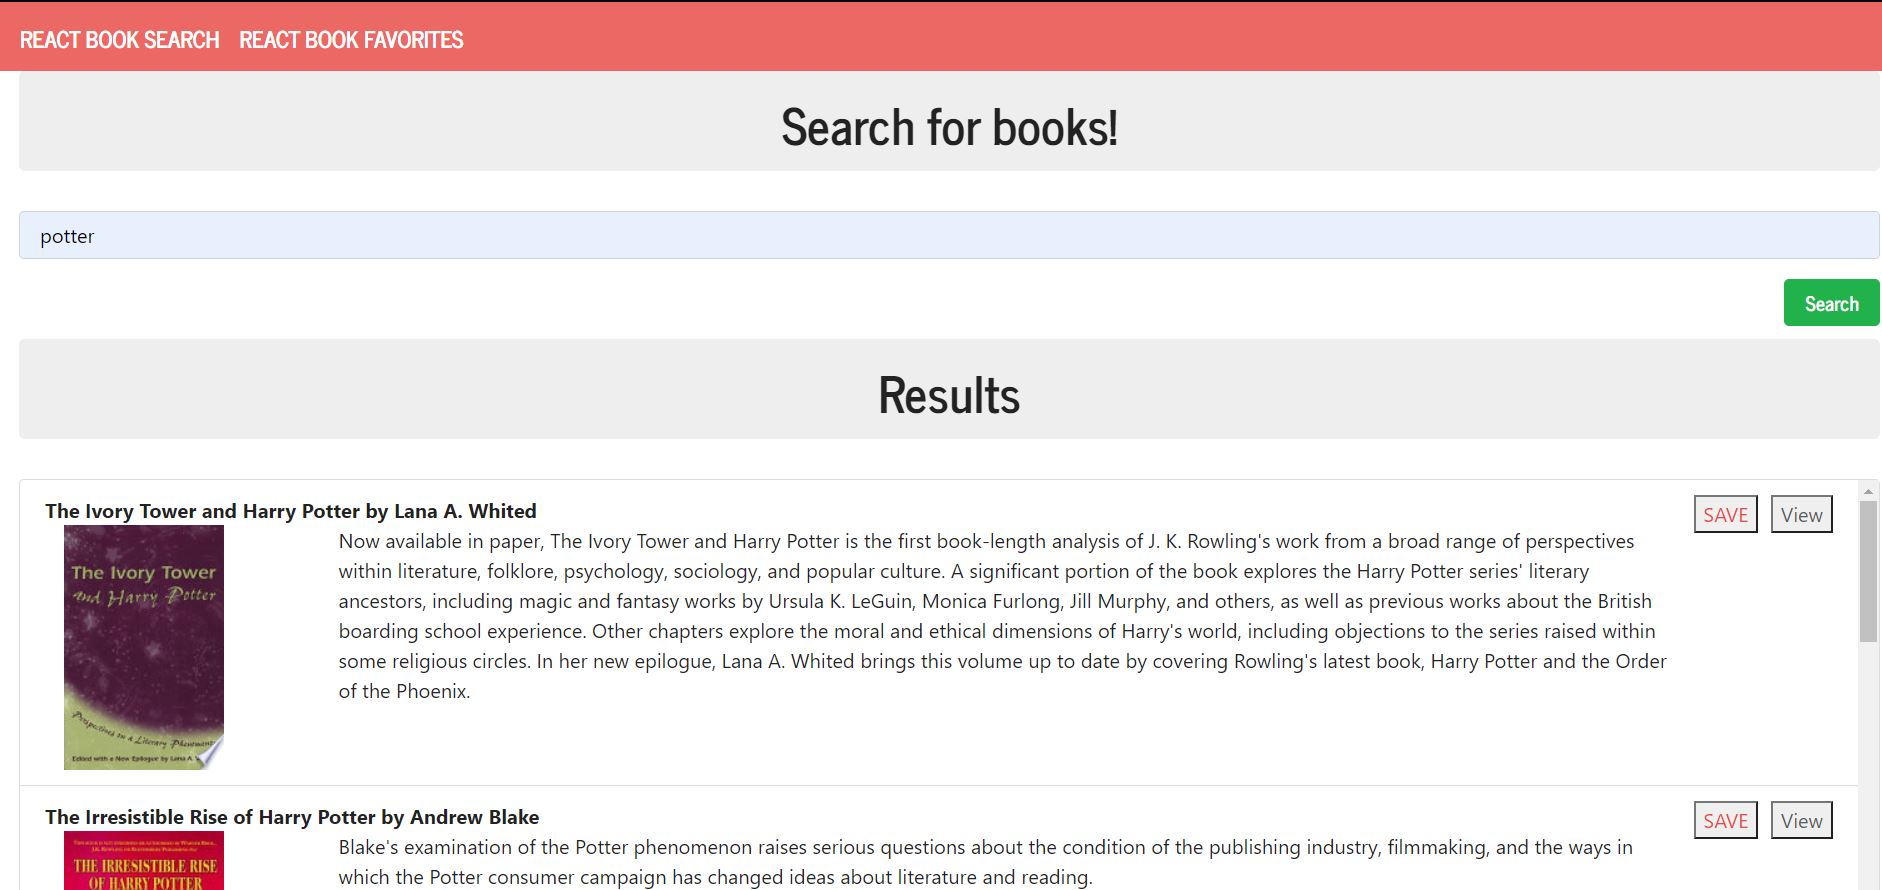 REACT BOOK SEARCH REACT BOOK FAVORITES
Search for books!
potter
Search
Results
The Ivory Tower and Harry Potter by Lana A. Whited
SAVE View
The Ivory Tower
and Harry Potter
Perspectives on a Literary Phenomenon
Edited with a New Epilogue by Lana A.
Now available in paper, The Ivory Tower and Harry Potter is the first book-length analysis of J. K. Rowling's work from a broad range of perspectives
within literature, folklore, psychology, sociology, and popular culture. A significant portion of the book explores the Harry Potter series' literary
ancestors, including magic and fantasy works by Ursula K. LeGuin, Monica Furlong, Jill Murphy, and others, as well as previous works about the British
boarding school experience. Other chapters explore the moral and ethical dimensions of Harry's world, including objections to the series raised within
some religious circles. In her new epilogue, Lana A. Whited brings this volume up to date by covering Rowling's latest book, Harry Potter and the Order
of the Phoenix.
The Irresistible Rise of Harry Potter by Andrew Blake
SAVE View
THE IRRESISTIBLE RISE
OF HARRY POTTER
Blake's examination of the Potter phenomenon raises serious questions about the condition of the publishing industry, filmmaking, and the ways in
which the Potter consumer campaign has changed ideas about literature and reading.